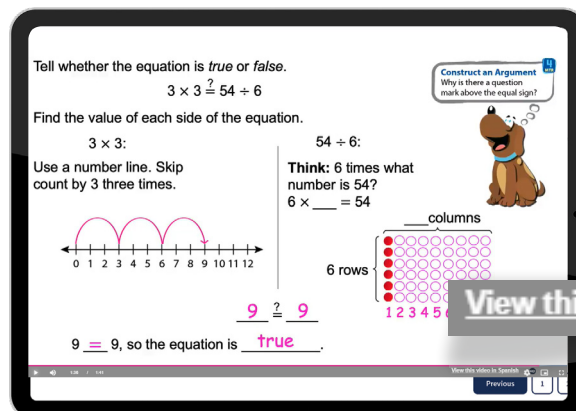 Tell whether the equation is true or false.
3 × 3 ≟ 54 ÷ 6
Find the value of each side of the equation.
3 × 3:
Use a number line. Skip
count by 3 three times.
0 1 2 3 4 5 6 7 8 9 10 11 12
54 ÷ 6:
Think: 6 times what
number is 54?
6 × ___ = 54
___columns
6 rows
1 2 3 4 5
9 ≟ 9
9 = 9, so the equation is true.
Construct an Argument
Why is there a question
mark above the equal sign?
View thi
View this video in Spanish
Previous
1